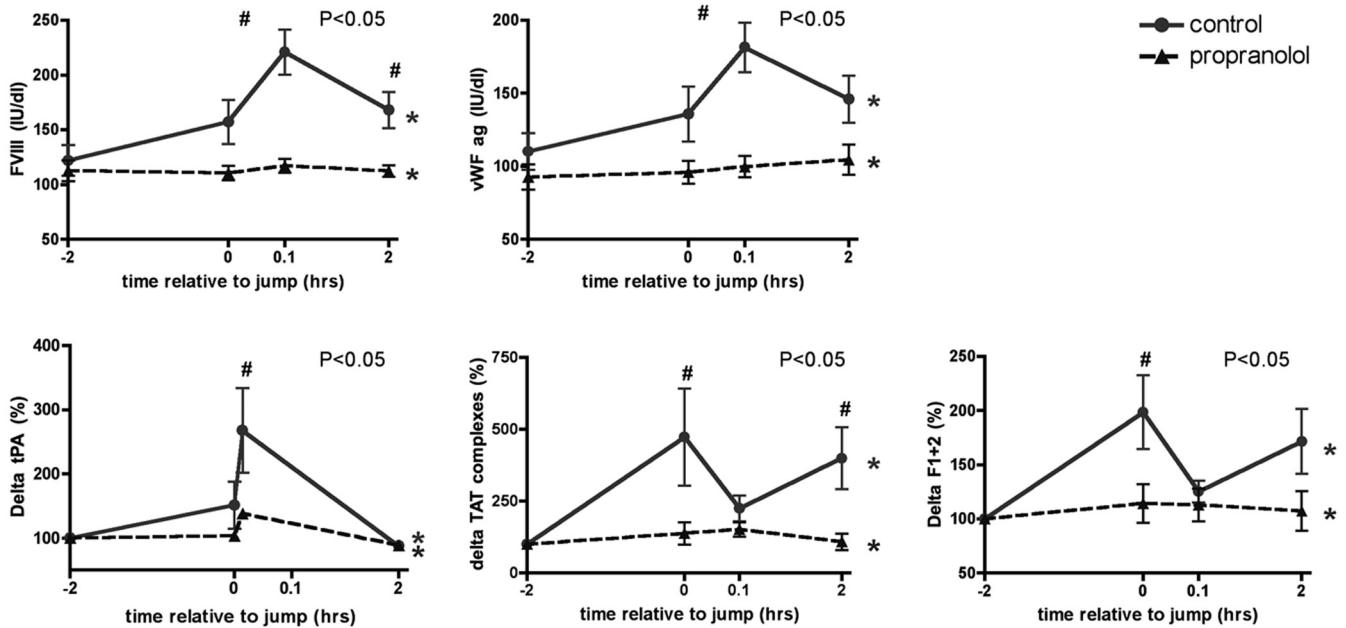 # P<0.05
250
200
150
100
50
#
*
*
FVIII (IU/dl)
-2 0 0.1 2
time relative to jump (hrs)
# P<0.05
200
150
100
50
*
*
vWF ag (IU/dl)
-2 0 0.1 2
time relative to jump (hrs)
control
propranolol
400
300
200
100
# P<0.05
*
*
Delta tPA (%)
-2 0 0.1 2
time relative to jump (hrs)
750
500
250
0
# P<0.05
#
*
*
delta TAT complexes (%)
-2 0 0.1 2
time relative to jump (hrs)
250
200
150
100
50
# P<0.05
*
*
Delta F1+2 (%)
-2 0 0.1 2
time relative to jump (hrs)